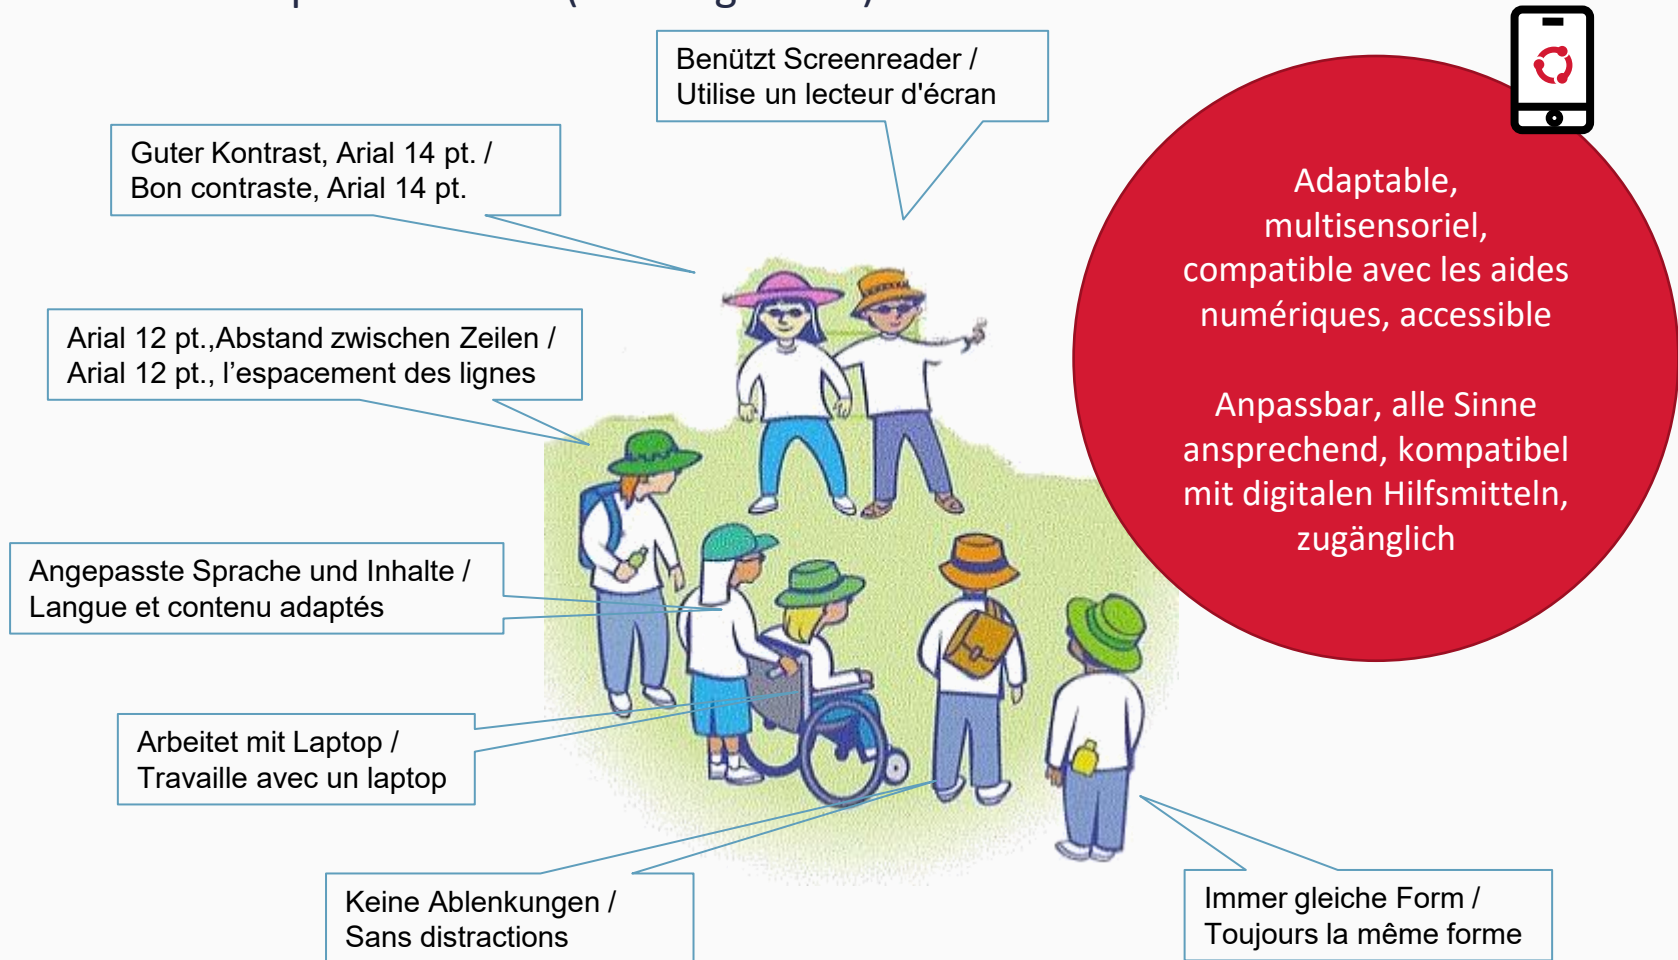 Benützt Screenreader /
Utilise un lecteur d'écran
Guter Kontrast, Arial 14 pt. /
Bon contraste, Arial 14 pt.
Adaptable,
multisensoriel,
compatible avec les aides
numériques, accessible
Anpassbar, alle Sinne
ansprechend, kompatibel
mit digitalen Hilfsmitteln,
zugänglich
Arial 12 pt.,Abstand zwischen Zeilen /
Arial 12 pt., l’espacement des lignes
Angepasste Sprache und Inhalte /
Langue et contenu adaptés
Arbeitet mit Laptop /
Travaille avec un laptop
Keine Ablenkungen /
Sans distractions
Immer gleiche Form /
Toujours la même forme